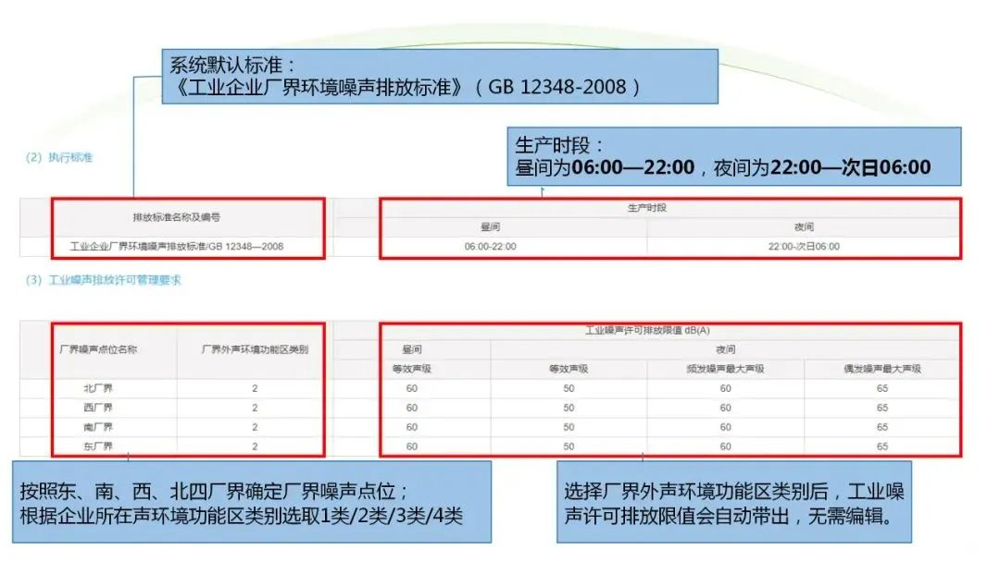 系统默认标准：
《工业企业厂界环境噪声排放标准》（GB 12348-2008）
生产时段：
昼间为06:00—22:00，夜间为22:00—次日06:00
(2) 执行标准
排放标准名称及编号
生产时段
昼间 夜间
工业企业厂界环境噪声排放标准/GB 12348—2008 06:00-22:00 22:00-次日06:00
(3) 工业噪声排放许可管理要求
厂界噪声点位名称 厂界外声环境功能区类别 工业噪声许可排放限值 dB(A)
昼间 夜间
等效声级 等效声级 频发噪声最大声级 偶发噪声最大声级
北厂界 2 60 50 60 65
西厂界 2 60 50 60 65
南厂界 2 60 50 60 65
东厂界 2 60 50 60 65
按照东、南、西、北四厂界确定厂界噪声点位；
根据企业所在声环境功能区类别选取1类/2类/3类/4类
选择厂界外声环境功能区类别后，工业噪
声许可排放限值会自动带出，无需编辑。